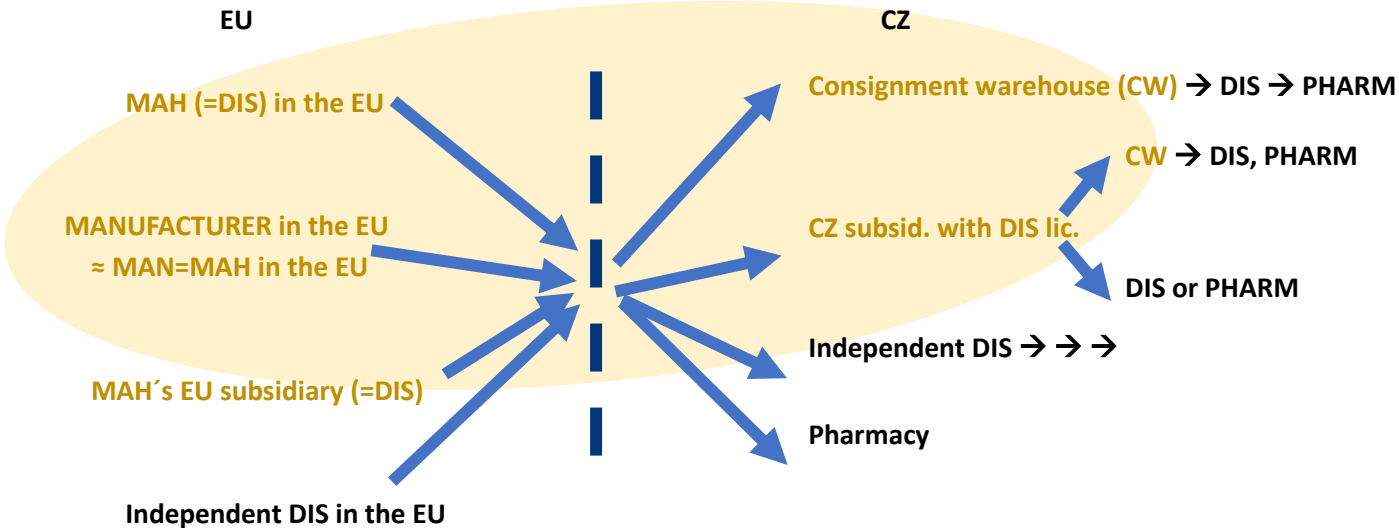 EU
CZ
MAH (=DIS) in the EU
MANUFACTURER in the EU
≈ MAN=MAH in the EU
MAH´s EU subsidiary (=DIS)
Independent DIS in the EU
Consignment warehouse (CW) → DIS → PHARM
CW → DIS, PHARM
CZ subsid. with DIS lic.
DIS or PHARM
Independent DIS → → →
Pharmacy